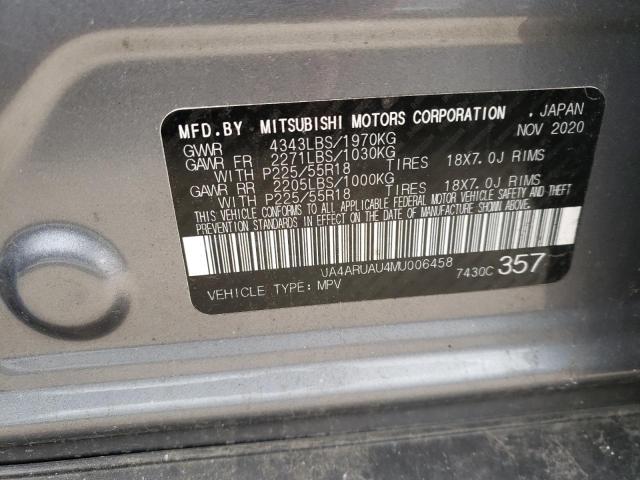 MFD.BY MITSUBISHI MOTORS CORPORATION . JAPAN
GVWR 4343LBS/1970KG NOV 2020
GAWR FR 2271LBS/1030KG
WITH P225/55R18 TIRES 18X7.0J RIMS
GAWR RR 2205LBS/1000KG
WITH P225/55R18 TIRES 18X7.0J RIMS
THIS VEHICLE CONFORMS TO ALL APPLICABLE FEDERAL MOTOR VEHICLE SAFETY AND THEFT
PREVENTION STANDARDS IN EFFECT ON THE DATE OF MANUFACTURE SHOWN ABOVE.
JA4ARUAU4MU006458
VEHICLE TYPE: MPV 7430C 357